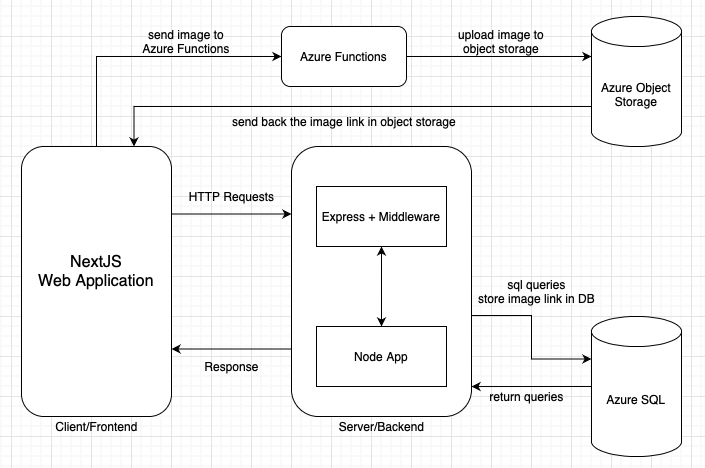 send image to
Azure Functions
Azure Functions
upload image to
object storage
Azure Object
Storage
send back the image link in object storage
HTTP Requests
Express + Middleware
NextJS
Web Application
sql queries
store image link in DB
Node App
Response
return queries
Azure SQL
Client/Frontend
Server/Backend